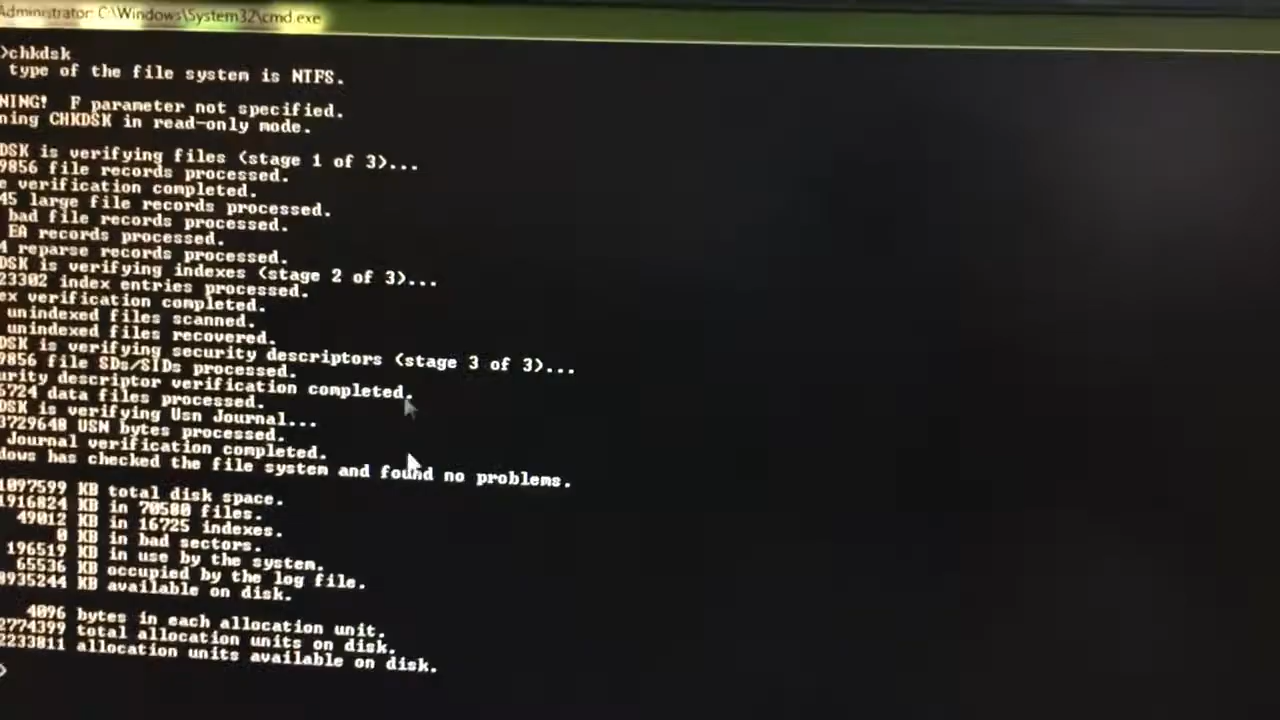 Administrator: C:\Windows\System32\cmd.exe
>chkdsk
type of the file system is NTFS.
NING! F parameter not specified.
ning CHKDSK in read-only mode.
DSK is verifying files (stage 1 of 3)...
9856 file records processed.
e verification completed.
45 large file records processed.
bad file records processed.
EA records processed.
4 reparse records processed.
DSK is verifying indexes (stage 2 of 3)...
23302 index entries processed.
ex verification completed.
unindexed files scanned.
unindexed files recovered.
DSK is verifying security descriptors (stage 3 of 3)...
9856 file SDs/SIDs processed.
urity descriptor verification completed.
6724 data files processed.
DSK is verifying Usn Journal...
3729648 USN bytes processed.
Journal verification completed.
dows has checked the file system and found no problems.
1097599 KB total disk space.
1916824 KB in 70580 files.
49012 KB in 16725 indexes.
0 KB in bad sectors.
196519 KB in use by the system.
65536 KB occupied by the log file.
8935244 KB available on disk.
4096 bytes in each allocation unit.
2774399 total allocation units on disk.
2233811 allocation units available on disk.
>